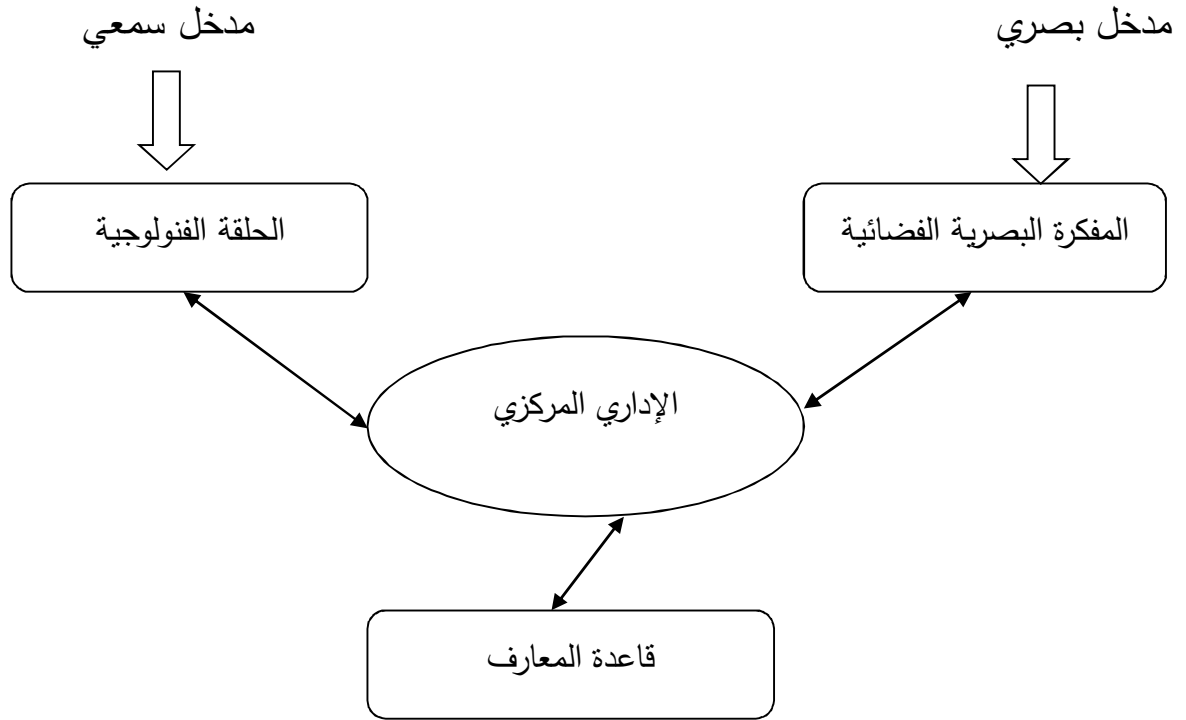 مدخل بصري
مدخل سمعي
المفكرة البصرية الفضائية
الحلقة الفنولوجية
الإداري المركزي
قاعدة المعارف